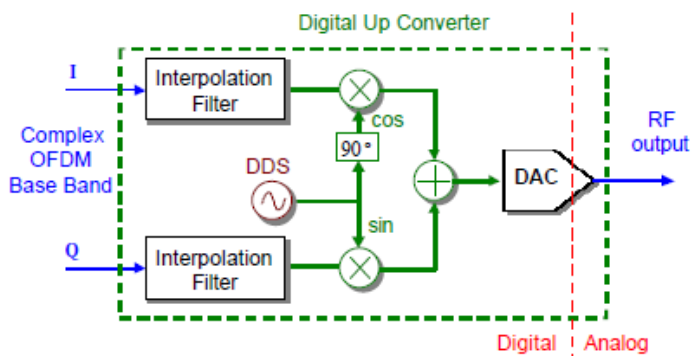 Digital Up Converter
I
Interpolation
Filter
cos
Complex
OFDM
Base Band
90°
DDS
RF
output
DAC
sin
Q
Interpolation
Filter
Digital
Analog